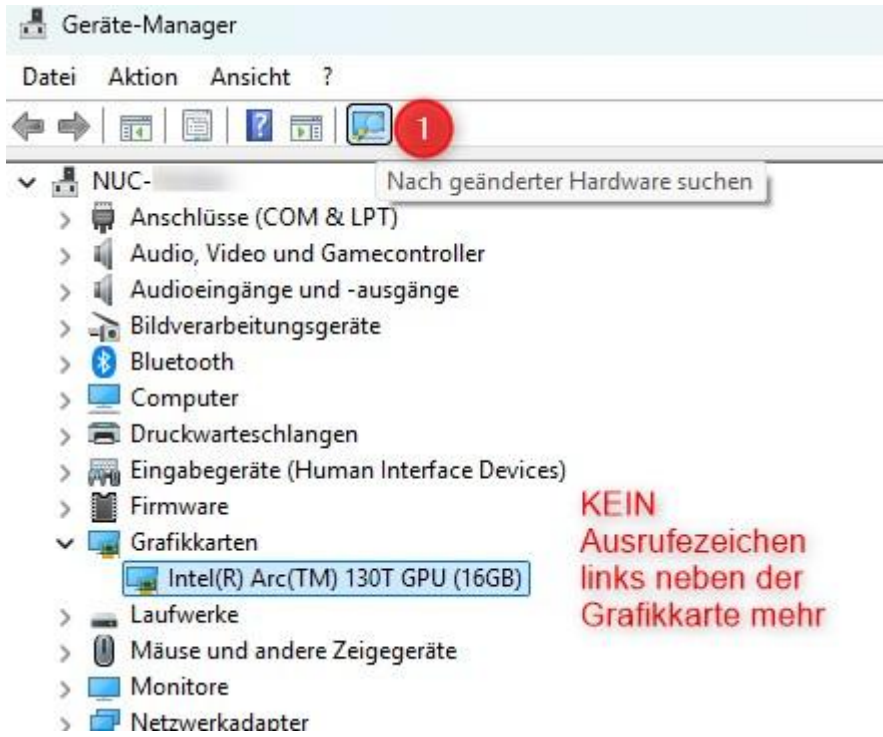 Geräte-Manager
Datei Aktion Ansicht ?
1
NUC-
Nach geänderter Hardware suchen
Anschlüsse (COM & LPT)
Audio, Video und Gamecontroller
Audioeingänge und -ausgänge
Bildverarbeitungsgeräte
Bluetooth
Computer
Druckwarteschlangen
Eingabegeräte (Human Interface Devices)
Firmware
Grafikkarten
Intel(R) Arc(TM) 130T GPU (16GB)
KEIN
Ausrufezeichen
links neben der
Grafikkarte mehr
Laufwerke
Mäuse und andere Zeigegeräte
Monitore
Netzwerkadapter